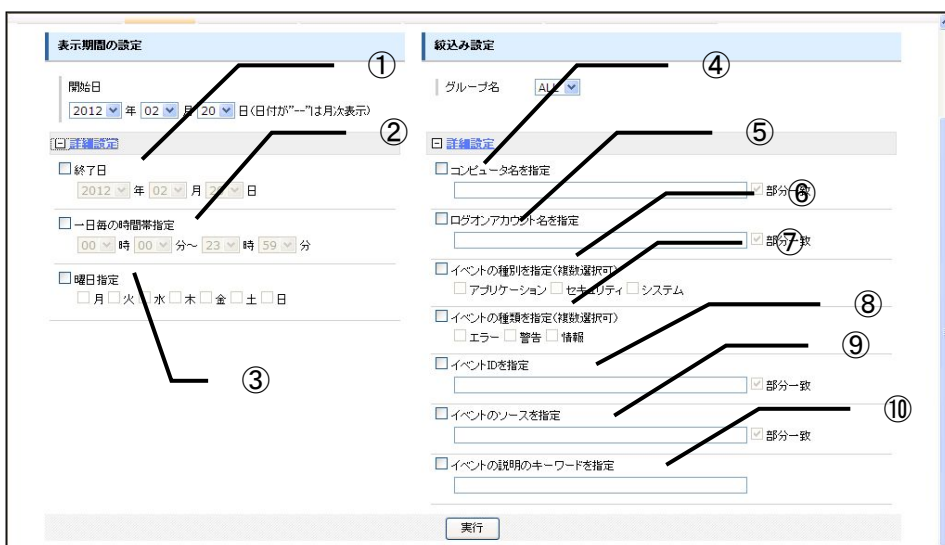 表示期間の設定
①
開始日
2012 年 02 月 20 日(日付が"--"は月次表示)
②
詳細設定
終了日
2012 年 02 月 20 日
一日毎の時間帯指定
00 時 00 分～ 23 時 59 分
曜日指定
月 火 水 木 金 土 日
③
絞込み設定
④
グループ名 ALL
⑤
詳細設定
コンピュータ名を指定
部分一致
⑥
ログオンアカウント名を指定
部分一致
⑦
イベントの種別を指定(複数選択可)
アプリケーション セキュリティ システム
⑧
イベントの種類を指定(複数選択可)
エラー 警告 情報
⑨
イベントIDを指定
部分一致
⑩
イベントのソースを指定
部分一致
イベントの説明のキーワードを指定
実行